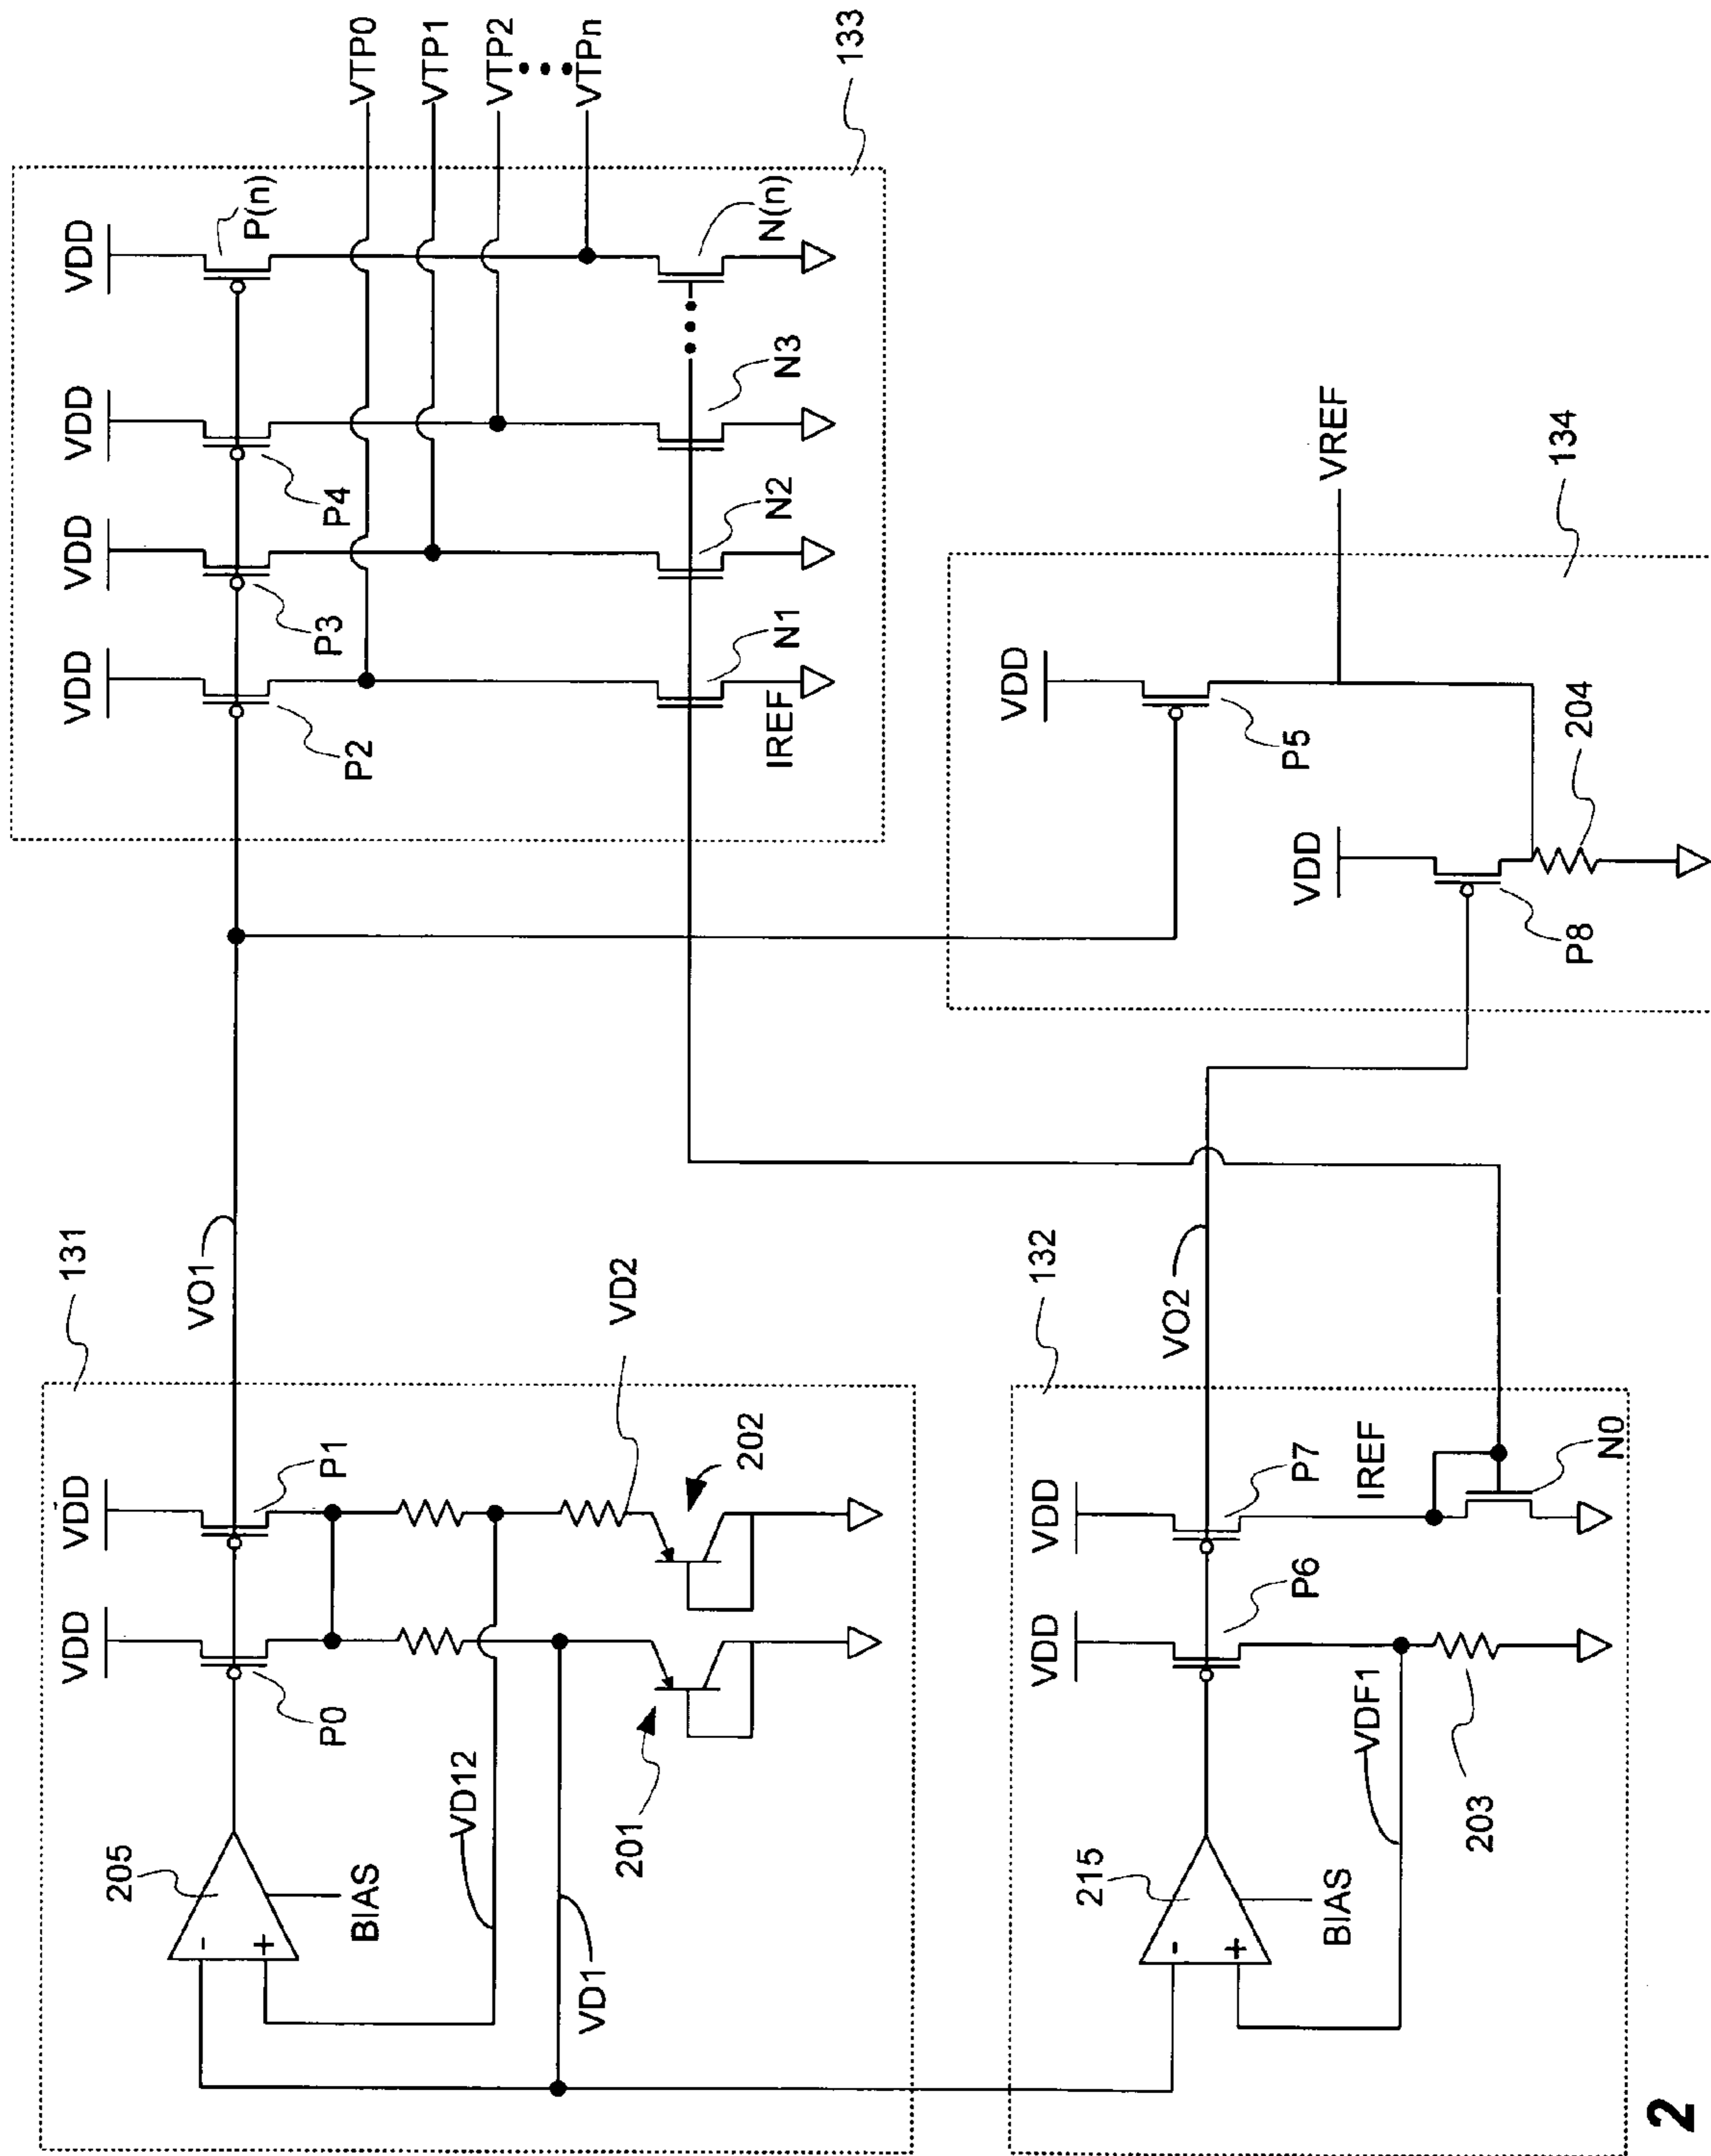 131
VDD
VDD
P0
P1
205
-
+
BIAS
VD12
VD1
201
202
VD2
VO1
VDD
VDD
VDD
VDD
P2
P3
P4
P(n)
VTP0
VTP1
VTP2
VTPn
IREF
N1
N2
N3
N(n)
133
132
VDD
VDD
P6
P7
215
-
+
BIAS
VDF1
203
IREF
N0
VO2
VDD
VDD
P5
P8
204
VREF
134
2